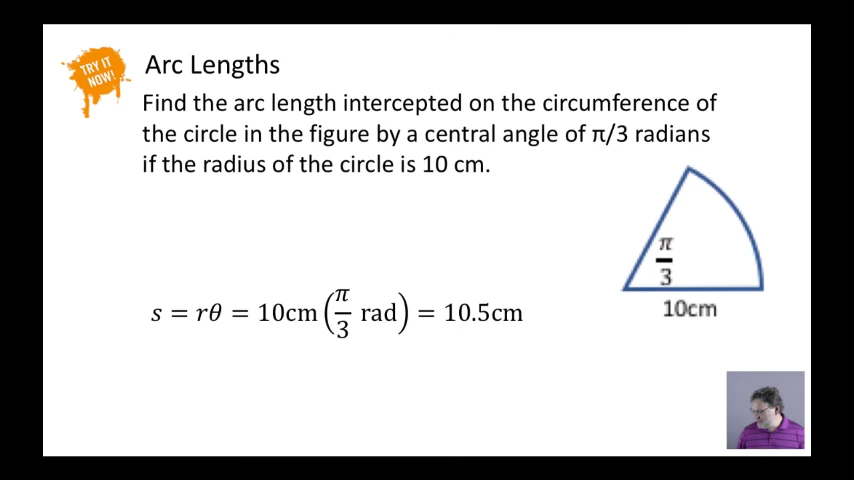 TRY IT
NOW!
Arc Lengths
Find the arc length intercepted on the circumference of
the circle in the figure by a central angle of π/3 radians
if the radius of the circle is 10 cm.
π
3
10cm
s = rθ = 10cm (π/3 rad) = 10.5cm